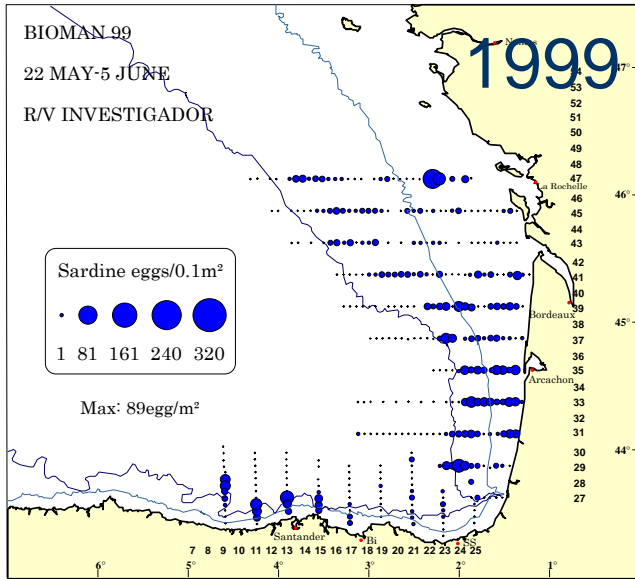 BIOMAN 99
22 MAY-5 JUNE
R/V INVESTIGADOR
1999
Sardine eggs/0.1m²
1 81 161 240 320
Max: 89egg/m²
47°
53
52
51
50
49
48
47
La Rochelle
46°
46
45
44
43
42
41
40
39
Bordeaux
45°
38
37
36
35
Arcachon
34
33
32
31
30
44°
29
28
27
Santander
Bi
SS
7 8 9 10 11 12 13 14 15 16 17 18 19 20 21 22 23 24 25
6° 5° 4° 3° 2° 1°